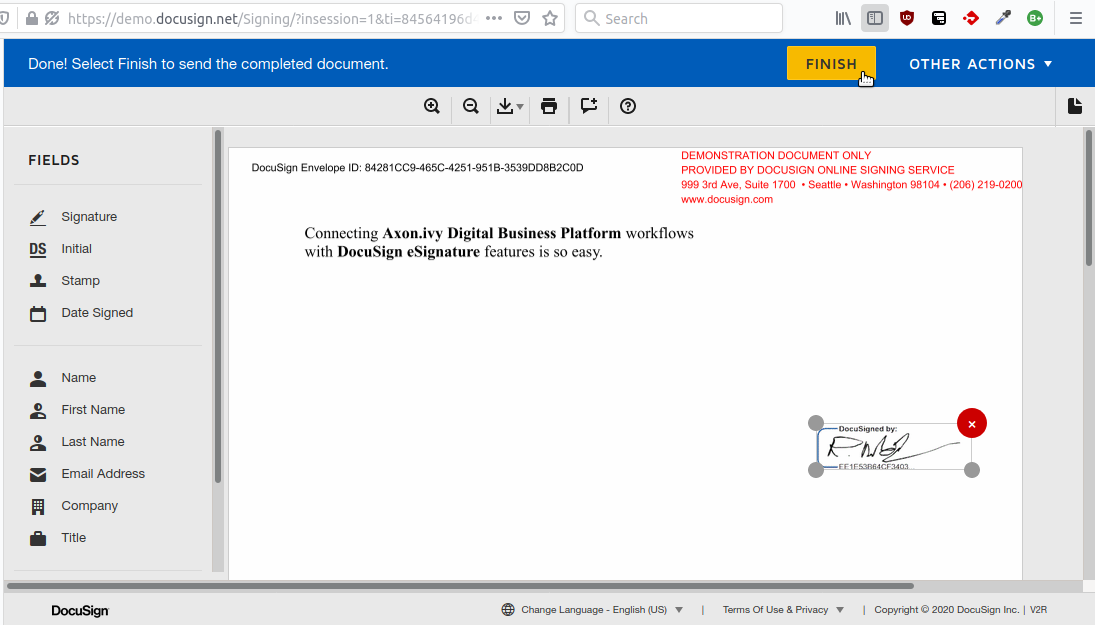 https://demo.docusign.net/Signing/?insession=1&ti=84564196d
Search
Done! Select Finish to send the completed document.
FINISH
OTHER ACTIONS
FIELDS
Signature
DS
Initial
Stamp
Date Signed
Name
First Name
Last Name
Email Address
Company
Title
DocuSign Envelope ID: 84281CC9-465C-4251-951B-3539DD8B2C0D
DEMONSTRATION DOCUMENT ONLY
PROVIDED BY DOCUSIGN ONLINE SIGNING SERVICE
999 3rd Ave, Suite 1700 • Seattle • Washington 98104 • (206) 219-0200
www.docusign.com
Connecting Axon.ivy Digital Business Platform workflows
with DocuSign eSignature features is so easy.
DocuSigned by:
EE1E53B64CF3403...
DocuSign
Change Language - English (US)
|
Terms Of Use & Privacy
|
Copyright © 2020 DocuSign Inc. | V2R